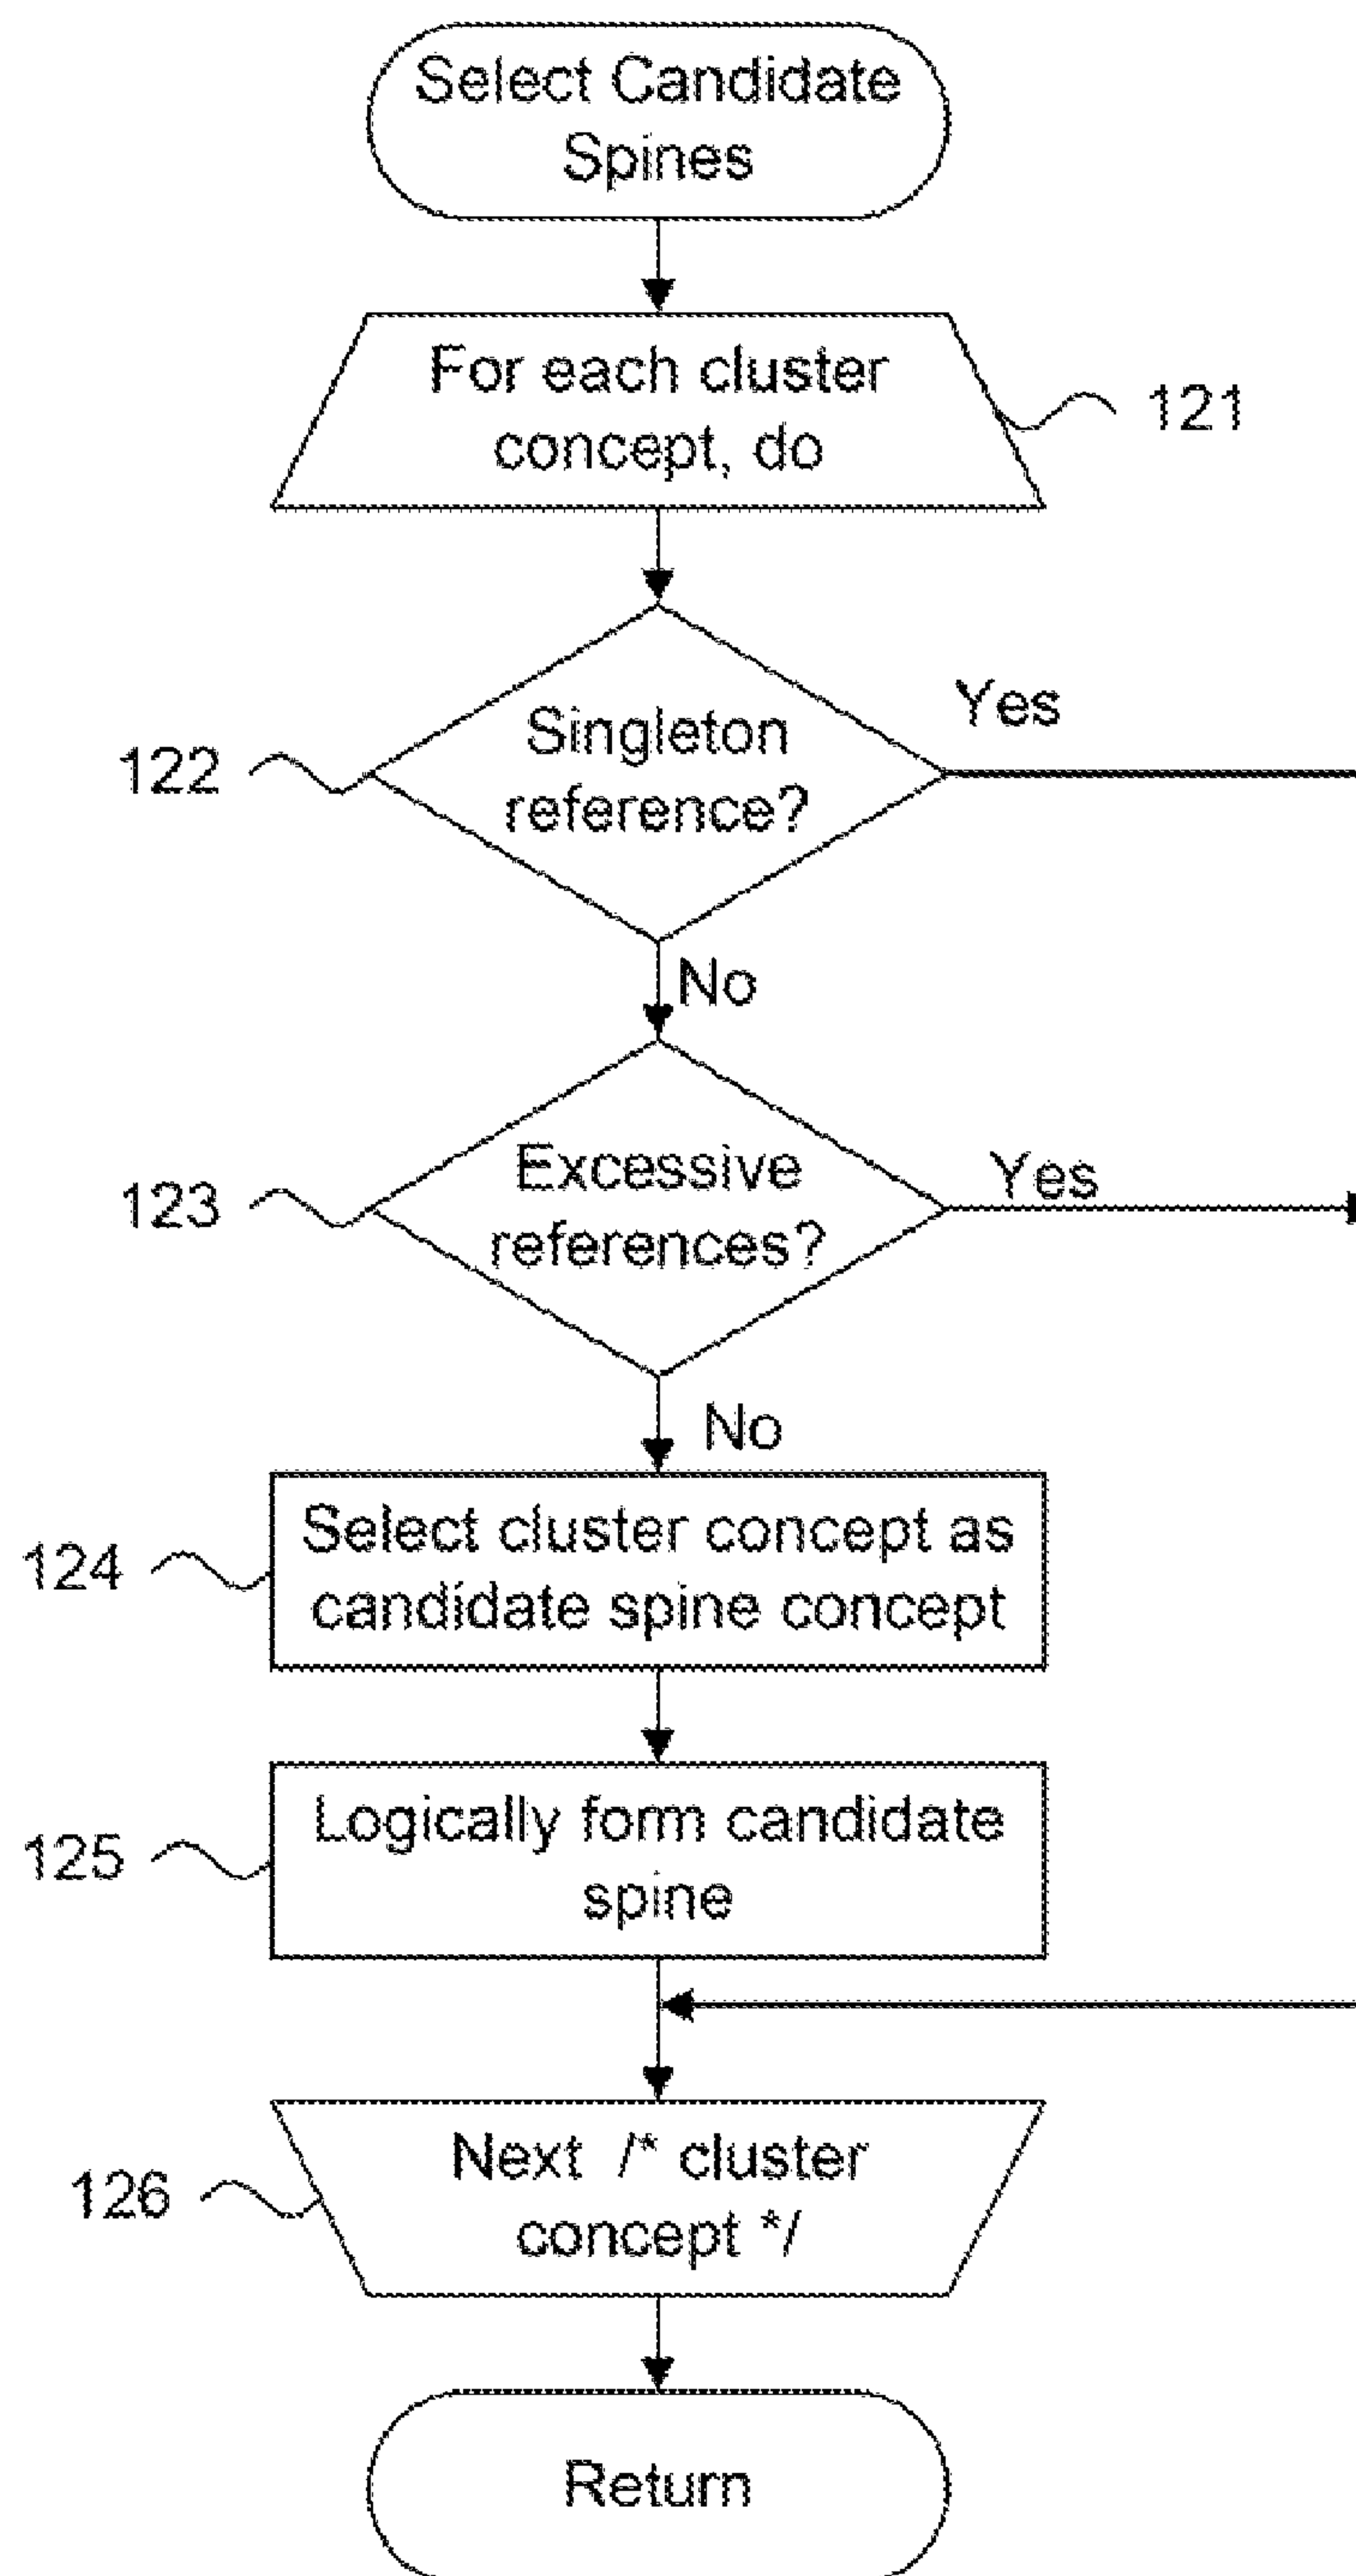 Select Candidate
Spines
For each cluster
concept, do
121
Singleton
reference?
122
Yes
No
Excessive
references?
123
Yes
No
Select cluster concept as
candidate spine concept
124
Logically form candidate
spine
125
Next /* cluster
concept */
126
Return